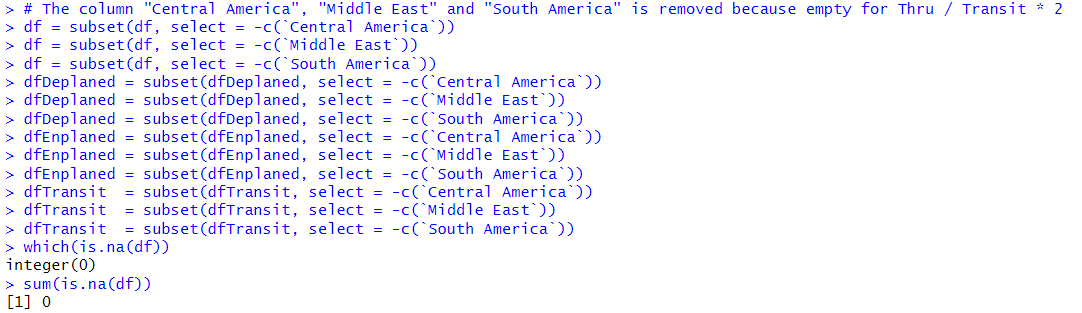 > # The column "Central America", "Middle East" and "South America" is removed because empty for Thru / Transit * 2
> df = subset(df, select = -c(`Central America`))
> df = subset(df, select = -c(`Middle East`))
> df = subset(df, select = -c(`South America`))
> dfDeplaned = subset(dfDeplaned, select = -c(`Central America`))
> dfDeplaned = subset(dfDeplaned, select = -c(`Middle East`))
> dfDeplaned = subset(dfDeplaned, select = -c(`South America`))
> dfEnplaned = subset(dfEnplaned, select = -c(`Central America`))
> dfEnplaned = subset(dfEnplaned, select = -c(`Middle East`))
> dfEnplaned = subset(dfEnplaned, select = -c(`South America`))
> dfTransit  = subset(dfTransit, select = -c(`Central America`))
> dfTransit  = subset(dfTransit, select = -c(`Middle East`))
> dfTransit  = subset(dfTransit, select = -c(`South America`))
> which(is.na(df))
integer(0)
> sum(is.na(df))
[1] 0